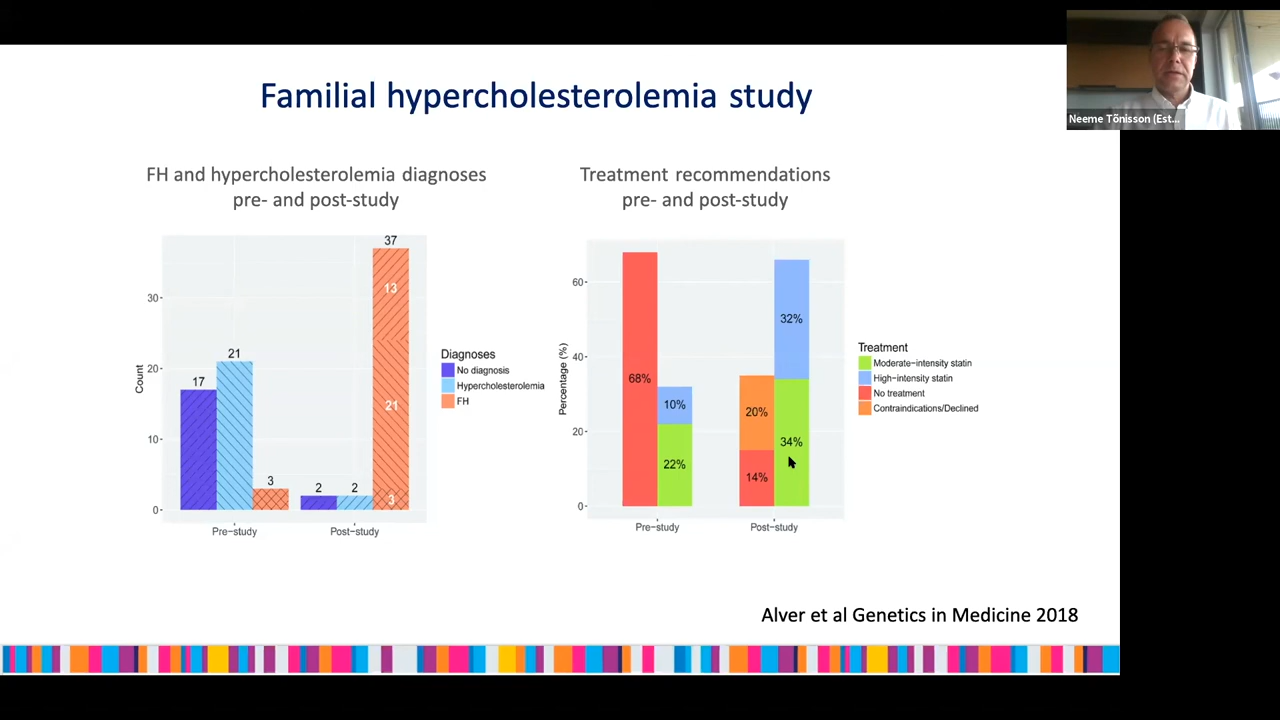 Neeme Tõnisson (Est...
Familial hypercholesterolemia study
FH and hypercholesterolemia diagnoses
pre- and post-study
37
13
21
3
21
17
3
2
2
30
20
10
0
Count
Pre−study
Post−study
Diagnoses
No diagnosis
Hypercholesterolemia
FH
Treatment recommendations
pre- and post-study
60
40
20
0
Percentage (%)
68%
10%
22%
20%
14%
32%
34%
Pre−study
Post−study
Treatment
Moderate−intensity statin
High−intensity statin
No treatment
Contraindications/Declined
Alver et al Genetics in Medicine 2018